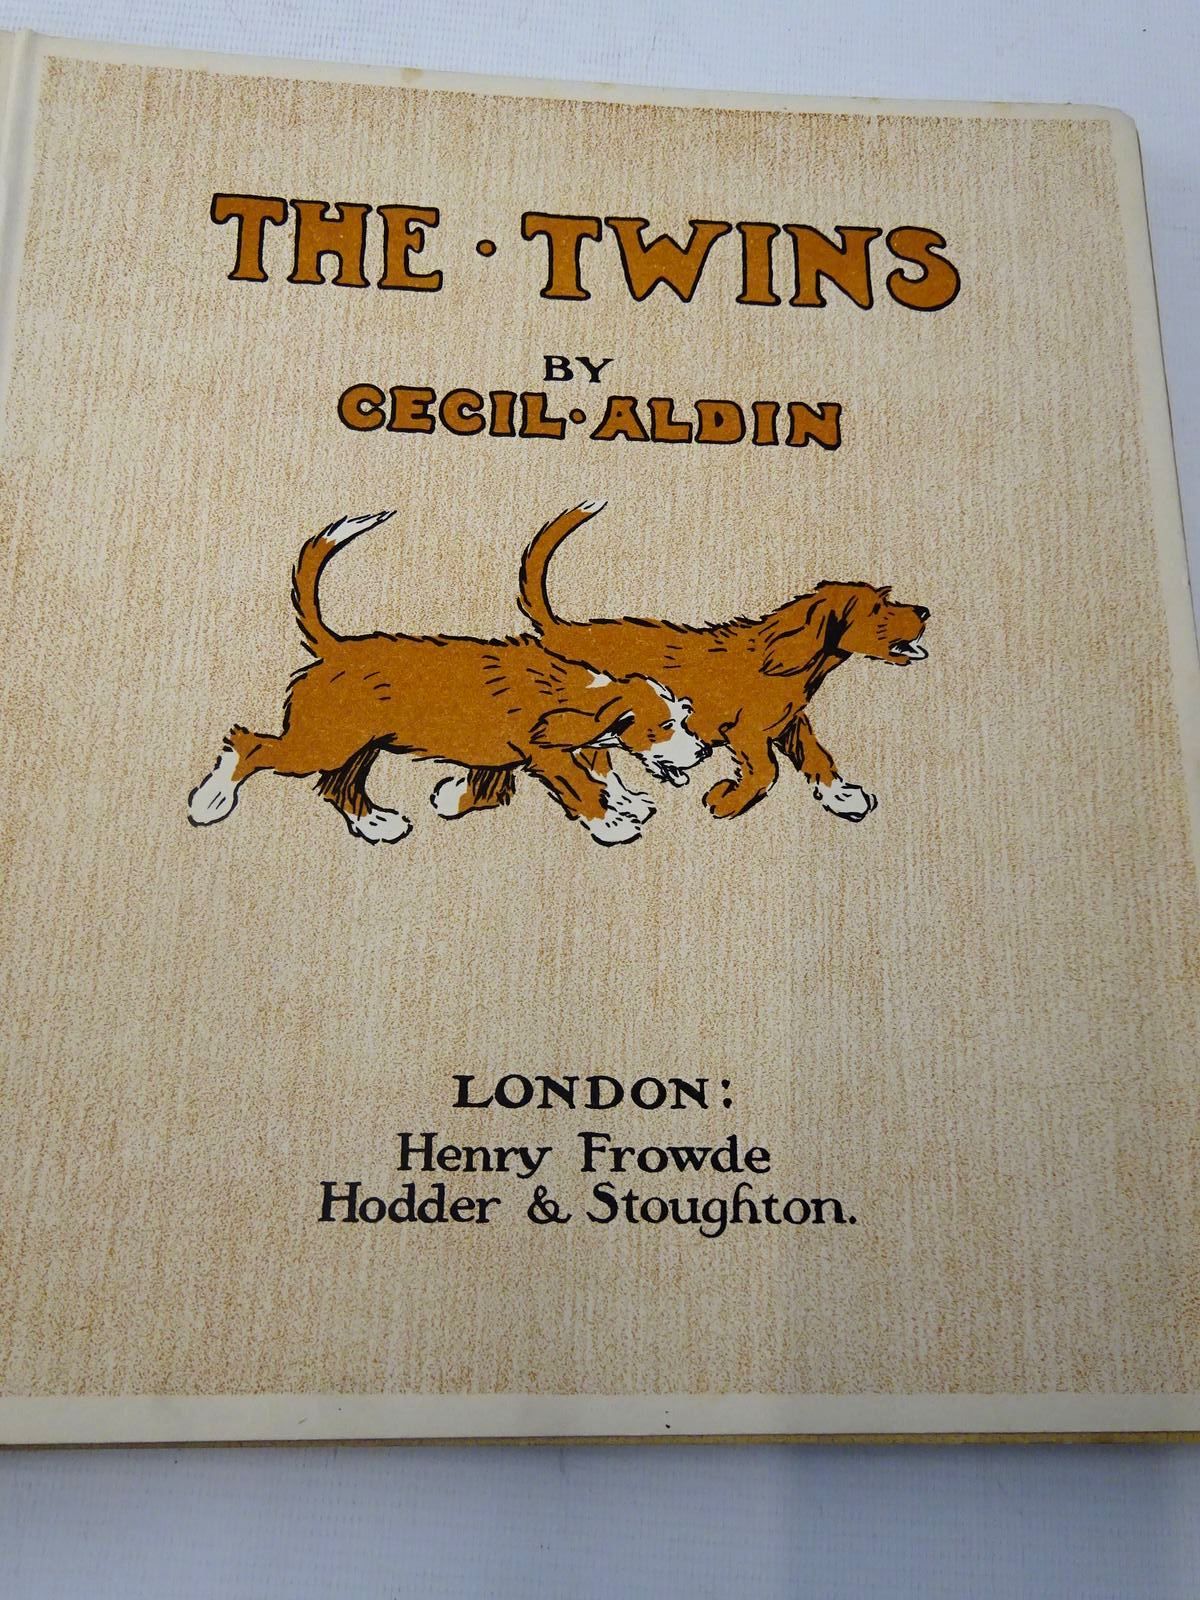 THE · TWINS
BY
CECIL · ALDIN
LONDON:
Henry Frowde
Hodder & Stoughton.